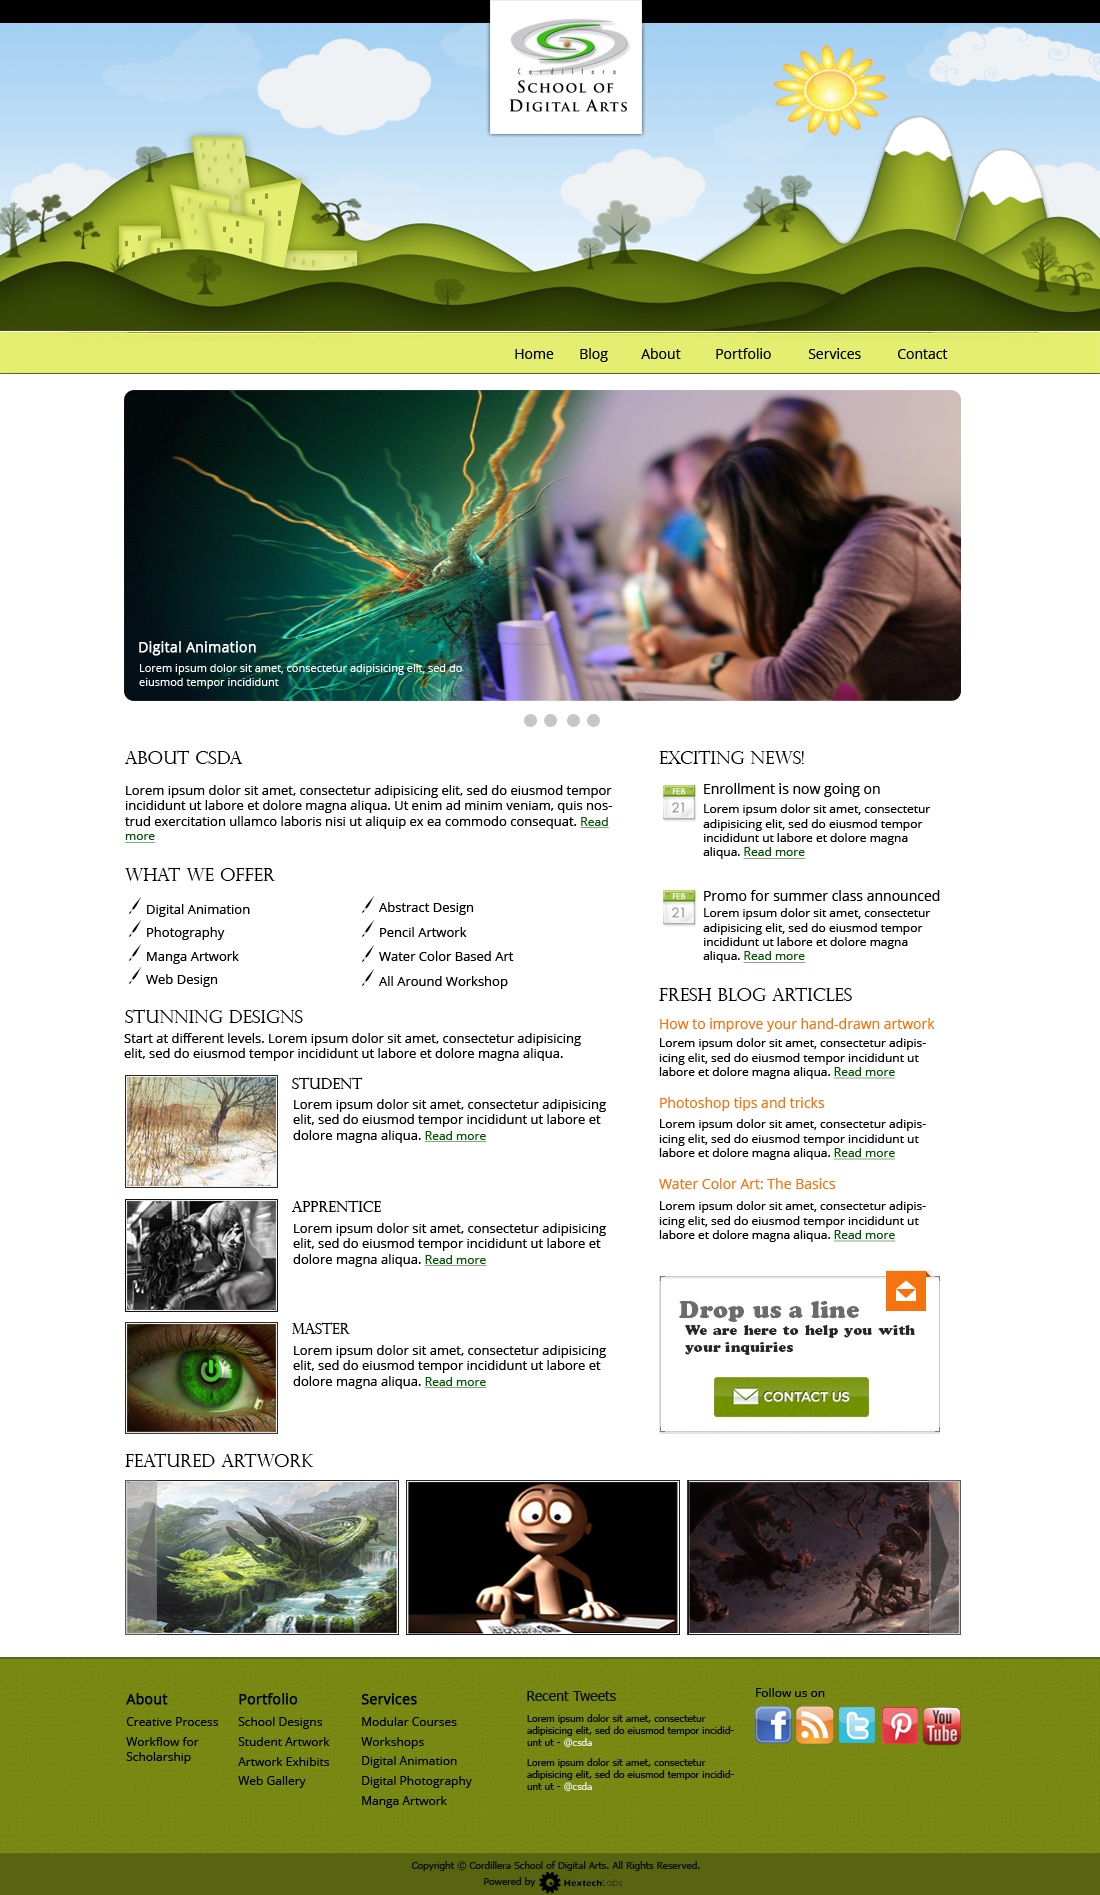 Cordillera
SCHOOL OF
DIGITAL ARTS
Home Blog About Portfolio Services Contact
Digital Animation
Lorem ipsum dolor sit amet, consectetur adipisicing elit, sed do
eiusmod tempor incididunt
ABOUT CSDA
Lorem ipsum dolor sit amet, consectetur adipisicing elit, sed do eiusmod tempor
incididunt ut labore et dolore magna aliqua. Ut enim ad minim veniam, quis nos-
trud exercitation ullamco laboris nisi ut aliquip ex ea commodo consequat. Read
more
WHAT WE OFFER
Digital Animation
Photography
Manga Artwork
Web Design
Abstract Design
Pencil Artwork
Water Color Based Art
All Around Workshop
STUNNING DESIGNS
Start at different levels. Lorem ipsum dolor sit amet, consectetur adipisicing
elit, sed do eiusmod tempor incididunt ut labore et dolore magna aliqua.
STUDENT
Lorem ipsum dolor sit amet, consectetur adipisicing
elit, sed do eiusmod tempor incididunt ut labore et
dolore magna aliqua. Read more
APPRENTICE
Lorem ipsum dolor sit amet, consectetur adipisicing
elit, sed do eiusmod tempor incididunt ut labore et
dolore magna aliqua. Read more
MASTER
Lorem ipsum dolor sit amet, consectetur adipisicing
elit, sed do eiusmod tempor incididunt ut labore et
dolore magna aliqua. Read more
EXCITING NEWS!
FEB
21
Enrollment is now going on
Lorem ipsum dolor sit amet, consectetur
adipisicing elit, sed do eiusmod tempor
incididunt ut labore et dolore magna
aliqua. Read more
FEB
21
Promo for summer class announced
Lorem ipsum dolor sit amet, consectetur
adipisicing elit, sed do eiusmod tempor
incididunt ut labore et dolore magna
aliqua. Read more
FRESH BLOG ARTICLES
How to improve your hand-drawn artwork
Lorem ipsum dolor sit amet, consectetur adipis-
icing elit, sed do eiusmod tempor incididunt ut
labore et dolore magna aliqua. Read more
Photoshop tips and tricks
Lorem ipsum dolor sit amet, consectetur adipis-
icing elit, sed do eiusmod tempor incididunt ut
labore et dolore magna aliqua. Read more
Water Color Art: The Basics
Lorem ipsum dolor sit amet, consectetur adipis-
icing elit, sed do eiusmod tempor incididunt ut
labore et dolore magna aliqua. Read more
Drop us a line
We are here to help you with
your inquiries
CONTACT US
FEATURED ARTWORK
About
Creative Process
Workflow for
Scholarship
Portfolio
School Designs
Student Artwork
Artwork Exhibits
Web Gallery
Services
Modular Courses
Workshops
Digital Animation
Digital Photography
Manga Artwork
Recent Tweets
Lorem ipsum dolor sit amet, consectetur
adipisicing elit, sed do eiusmod tempor incidid-
unt ut - @csda
Lorem ipsum dolor sit amet, consectetur
adipisicing elit, sed do eiusmod tempor incidid-
unt ut - @csda
Follow us on
You
Tube
Copyright © Cordillera School of Digital Arts. All Rights Reserved.
Powered by HextechLabs